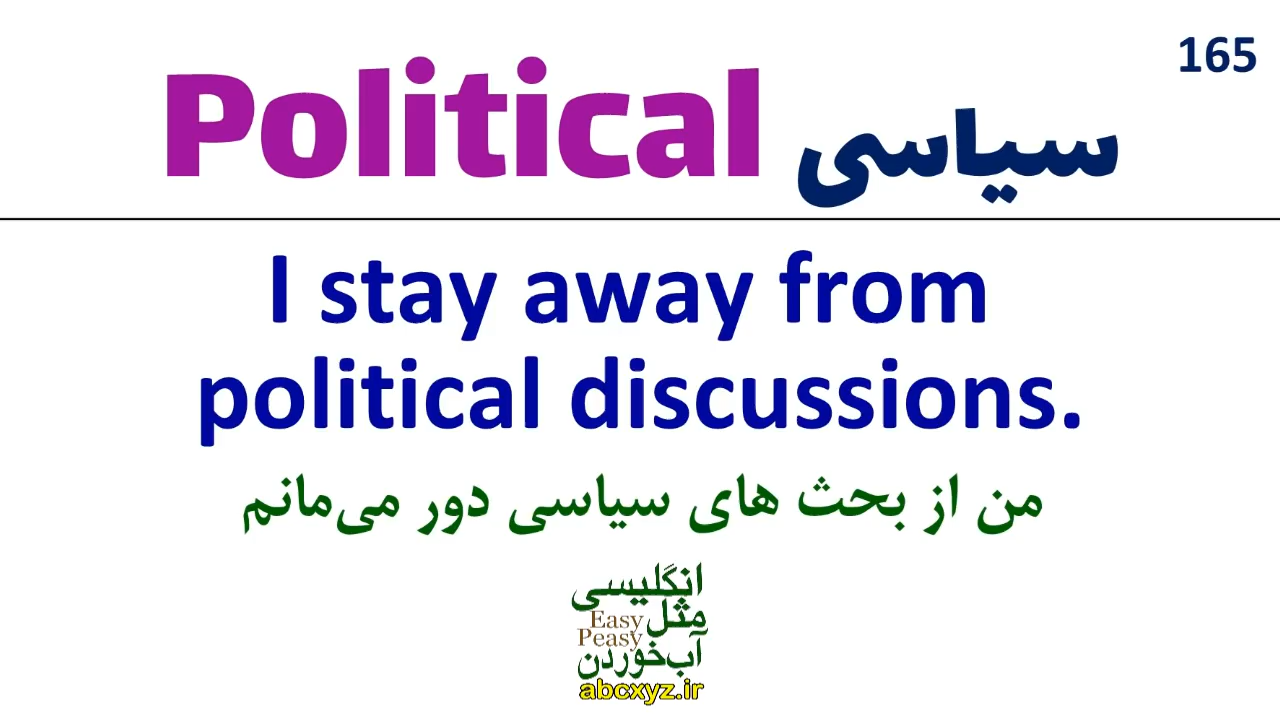 165
Political سیاسی
I stay away from
political discussions.
من از بحث های سیاسی دور می‌مانم
انگلیسی
مثل
Easy
Peasy
آب‌خوردن
abcxyz.ir